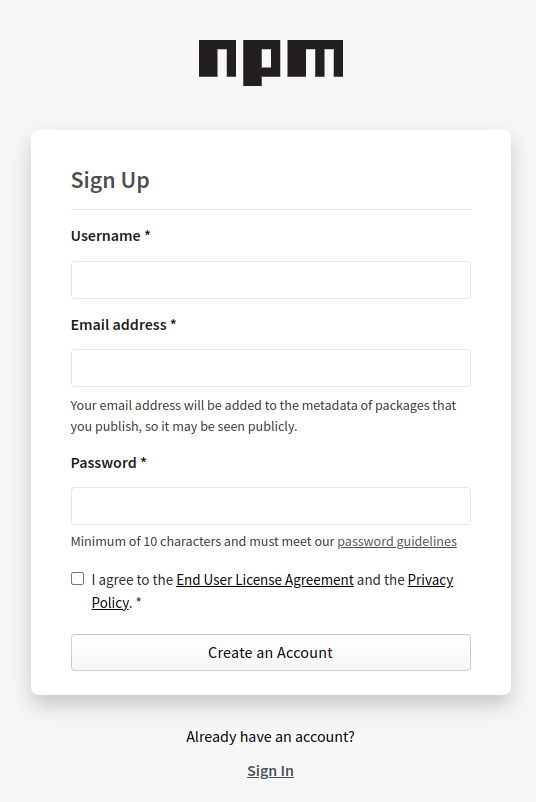 npm
Sign Up
Username *
Email address *
Your email address will be added to the metadata of packages that
you publish, so it may be seen publicly.
Password *
Minimum of 10 characters and must meet our password guidelines
I agree to the End User License Agreement and the Privacy
Policy. *
Create an Account
Already have an account?
Sign In